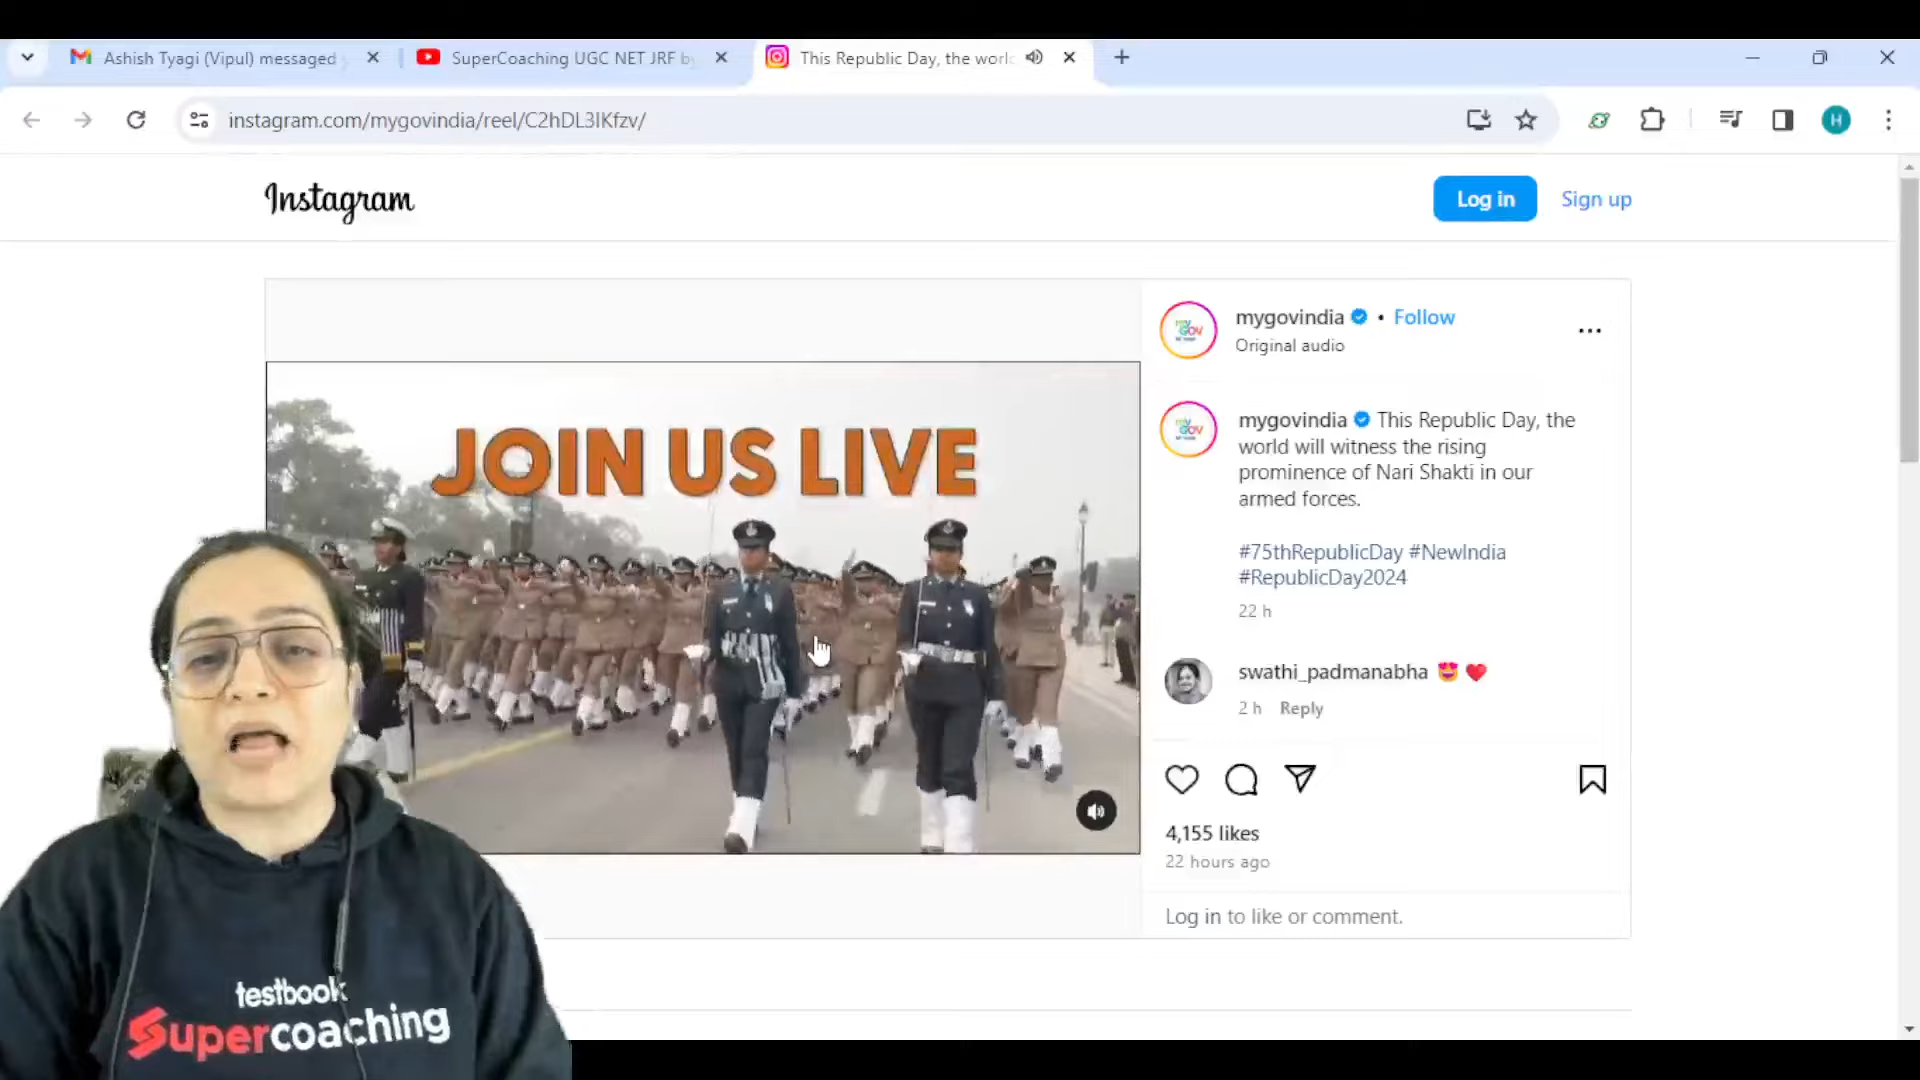 Ashish Tyagi (Vipul) messaged
SuperCoaching UGC NET JRF by
This Republic Day, the worl
instagram.com/mygovindia/reel/C2hDL3IKfzv/
H
Instagram
Log in
Sign up
JOIN US LIVE
mygovindia • Follow
Original audio
mygovindia This Republic Day, the
world will witness the rising
prominence of Nari Shakti in our
armed forces.
#75thRepublicDay #NewIndia
#RepublicDay2024
22 h
swathi_padmanabha 😍 ❤️
2 h Reply
4,155 likes
22 hours ago
Log in to like or comment.
testbook
Supercoaching